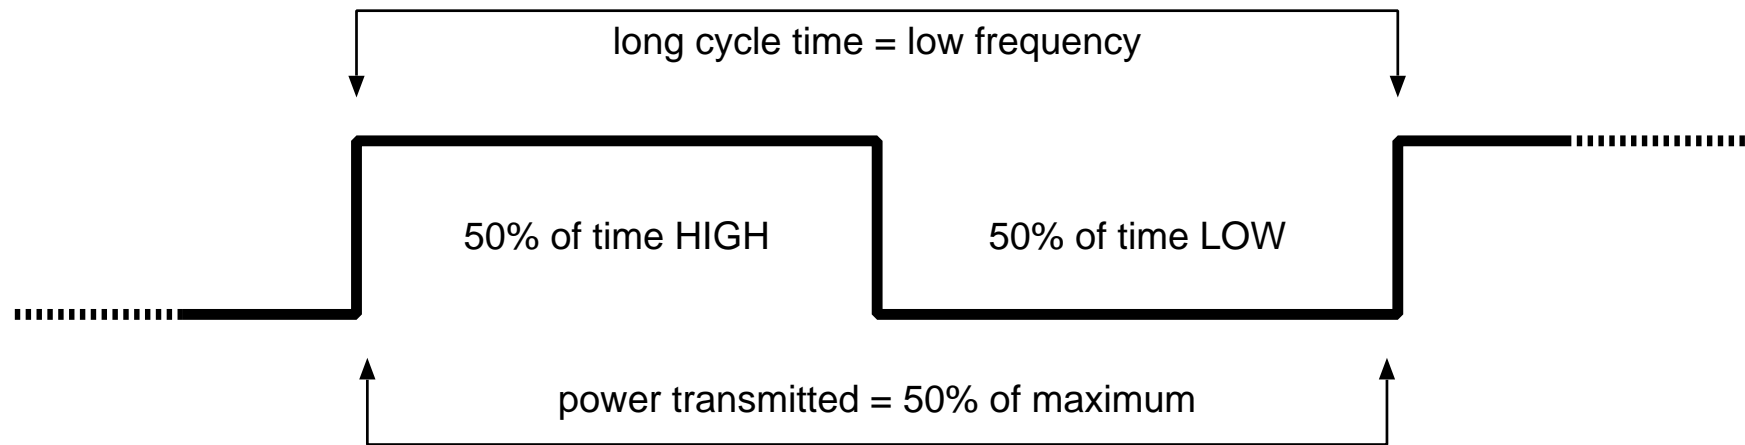 long cycle time = low frequency
50% of time HIGH
50% of time LOW
power transmitted = 50% of maximum